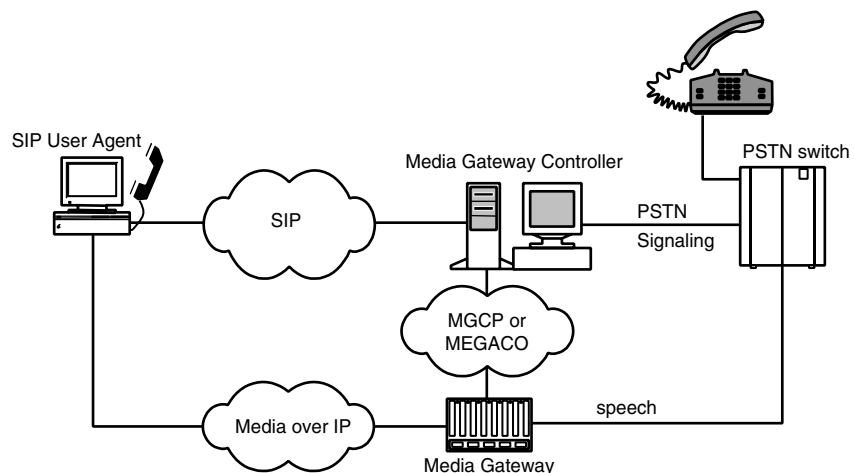 SIP User Agent
Media Gateway Controller
PSTN switch
SIP
PSTN
Signaling
MGCP or
MEGACO
speech
Media over IP
Media Gateway